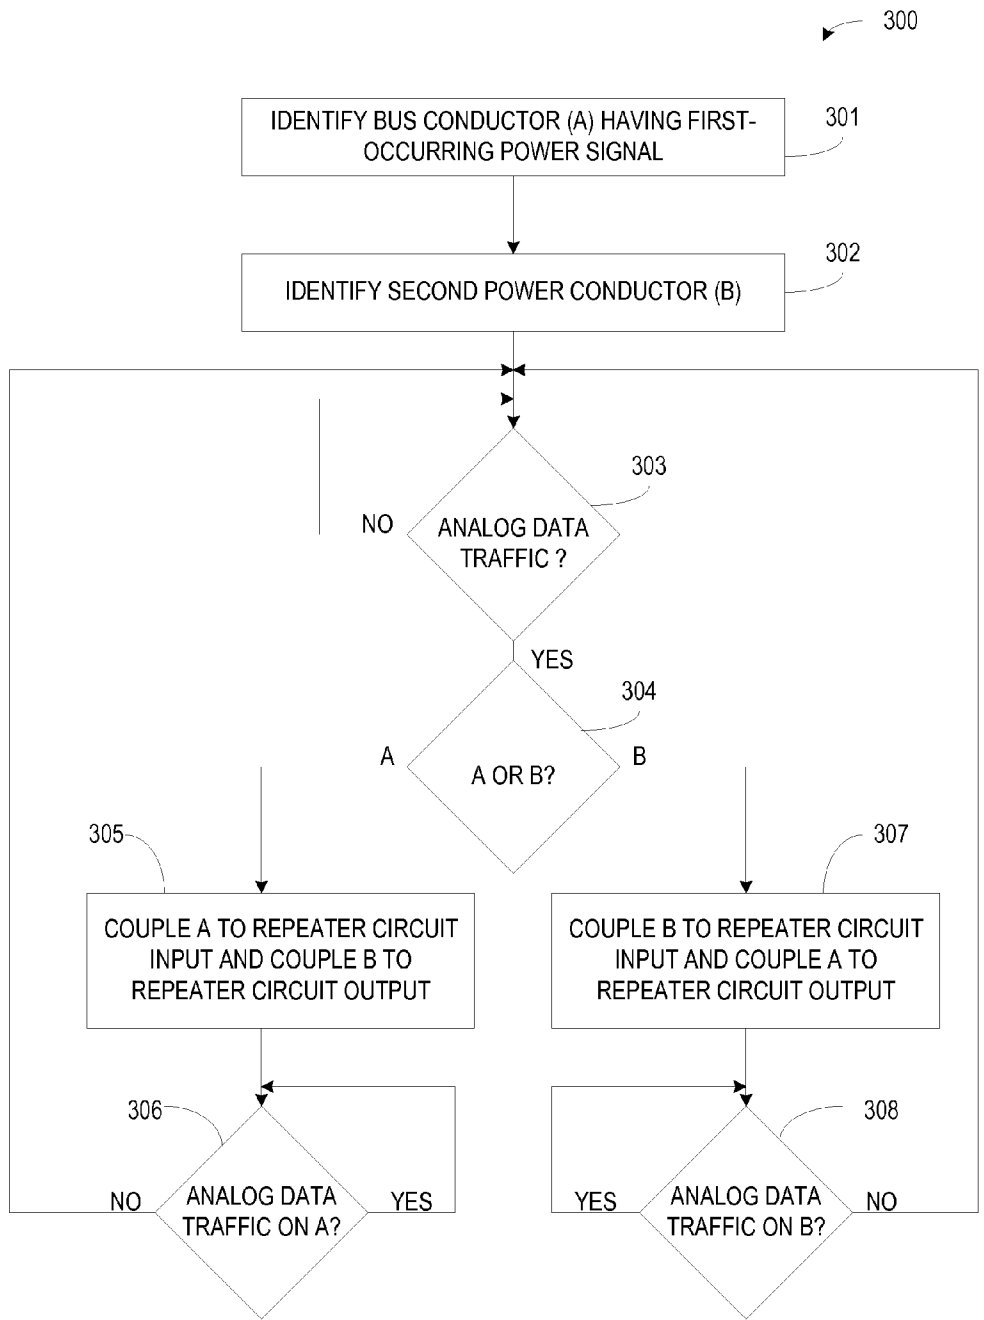 300
IDENTIFY BUS CONDUCTOR (A) HAVING FIRST-
OCCURRING POWER SIGNAL
301
IDENTIFY SECOND POWER CONDUCTOR (B)
302
303
NO
ANALOG DATA
TRAFFIC ?
YES
304
A
A OR B?
B
305
COUPLE A TO REPEATER CIRCUIT
INPUT AND COUPLE B TO
REPEATER CIRCUIT OUTPUT
307
COUPLE B TO REPEATER CIRCUIT
INPUT AND COUPLE A TO
REPEATER CIRCUIT OUTPUT
306
NO
ANALOG DATA
TRAFFIC ON A?
YES
308
YES
ANALOG DATA
TRAFFIC ON B?
NO